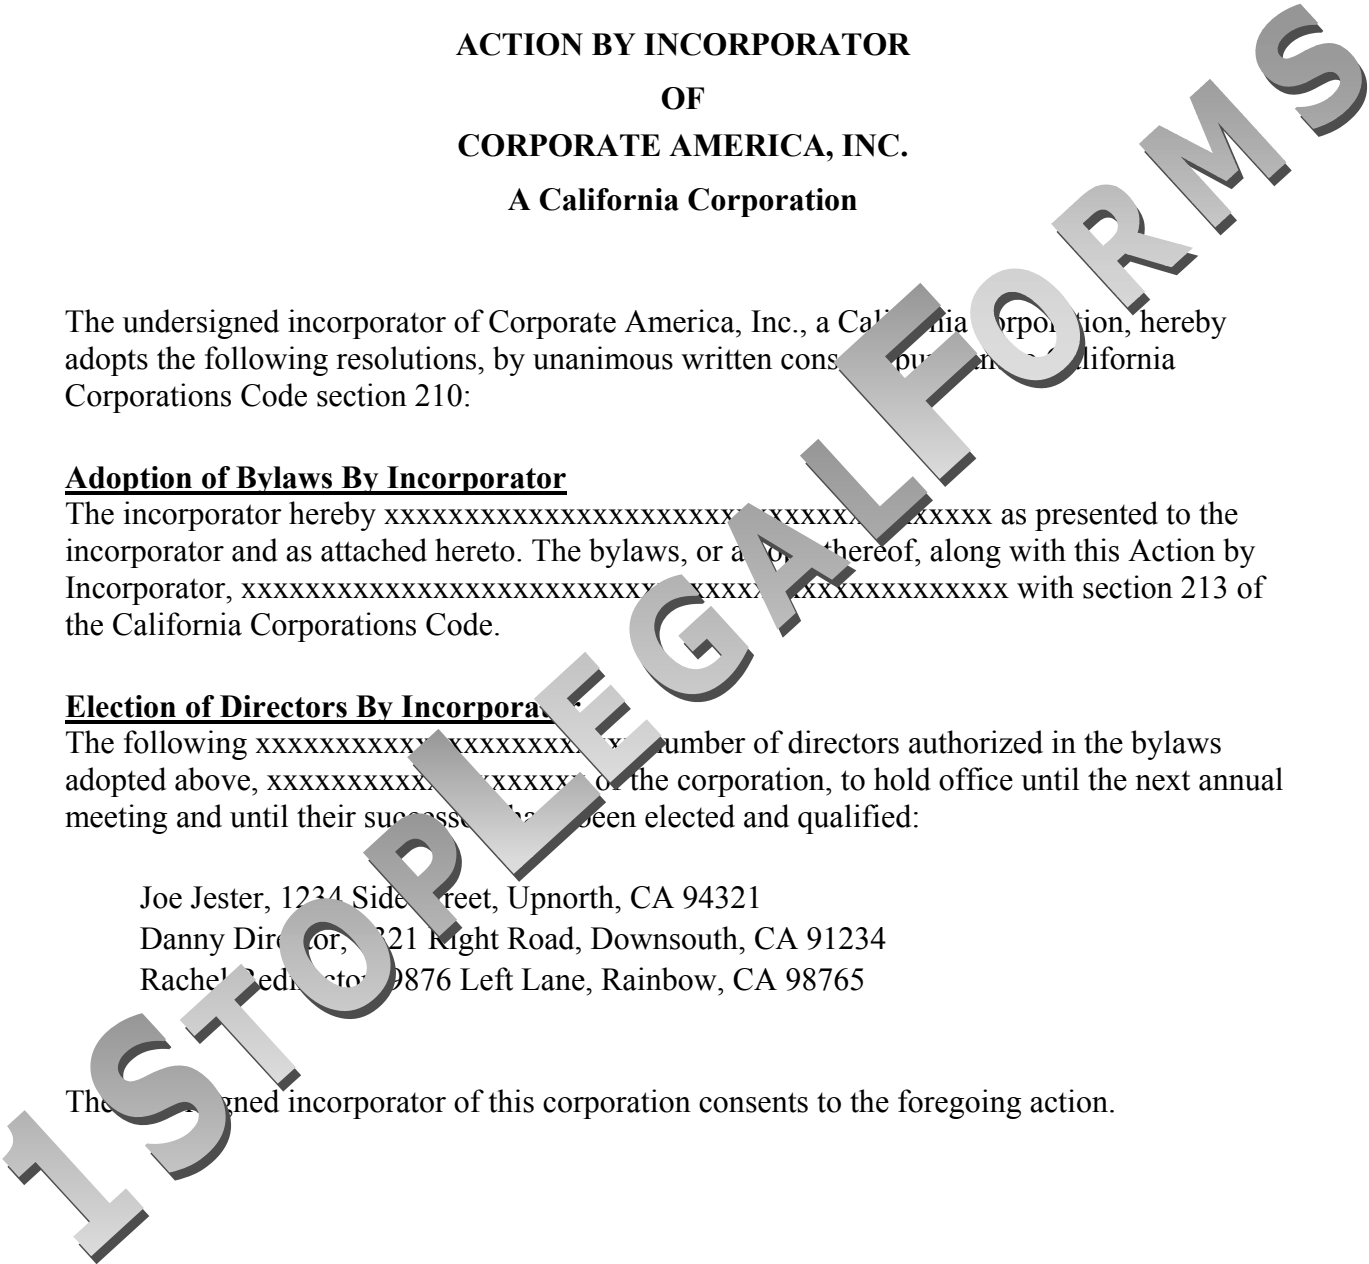 ACTION BY INCORPORATOR
OF
CORPORATE AMERICA, INC.
A California Corporation
The undersigned incorporator of Corporate America, Inc., a California Corporation, hereby
adopts the following resolutions, by unanimous written consent pursuant to California
Corporations Code section 210:
Adoption of Bylaws By Incorporator
The incorporator hereby xxxxxxxxxxxxxxxxxxxxxxxxxxxxxxxxxxxxxx as presented to the
incorporator and as attached hereto. The bylaws, or a copy thereof, along with this Action by
Incorporator, xxxxxxxxxxxxxxxxxxxxxxxxxxxxxxxxxxxxxxxxxxxxxxxx with section 213 of
the California Corporations Code.
Election of Directors By Incorporator
The following xxxxxxxxxxxxxxxxxxxxxxxx number of directors authorized in the bylaws
adopted above, xxxxxxxxxxxxxxxxxxxx of the corporation, to hold office until the next annual
meeting and until their successors have been elected and qualified:
Joe Jester, 1234 Side Street, Upnorth, CA 94321
Danny Director, Right Road, Downsouth, CA 91234
Rachel 9876 Left Lane, Rainbow, CA 98765
The undersigned incorporator of this corporation consents to the foregoing action.
1STOPLEGALFORMS